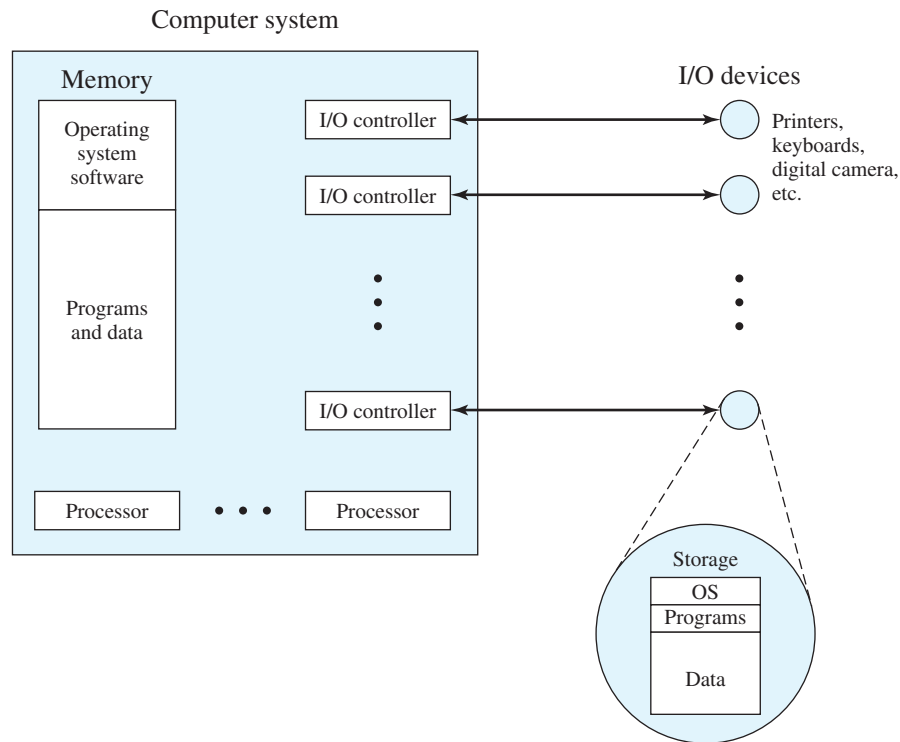 Computer system
Memory
I/O devices
Operating
system
software
I/O controller
Printers,
keyboards,
digital camera,
etc.
I/O controller
Programs
and data
I/O controller
Processor
Processor
Storage
OS
Programs
Data